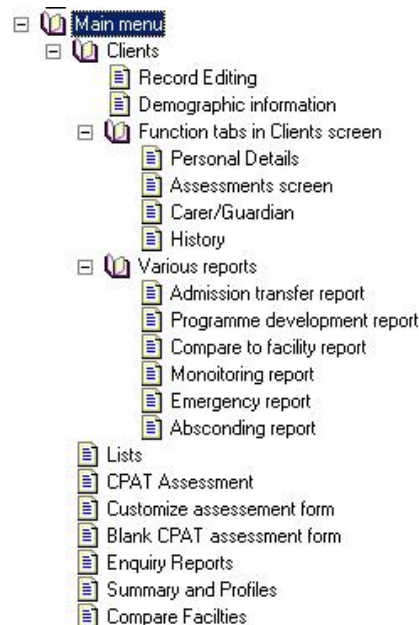 Main menu
Clients
Record Editing
Demographic information
Function tabs in Clients screen
Personal Details
Assessments screen
Carer/Guardian
History
Various reports
Admission transfer report
Programme development report
Compare to facility report
Monoitoring report
Emergency report
Absconding report
Lists
CPAT Assessment
Customize assessement form
Blank CPAT assessment form
Enquiry Reports
Summary and Profiles
Compare Facilties